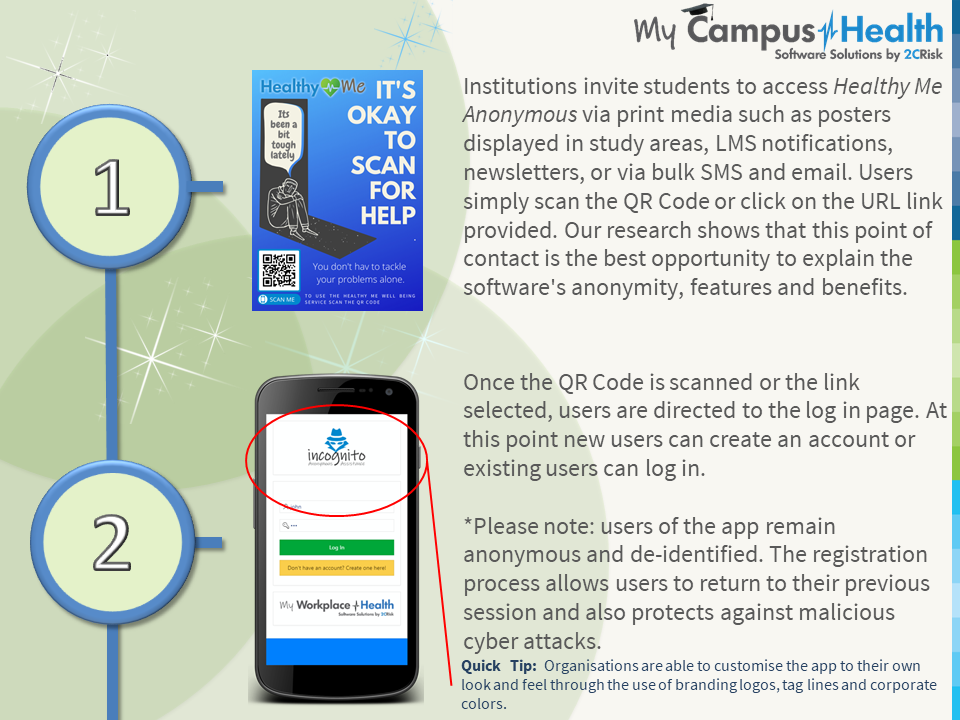 My Campus Health
Software Solutions by 2CRisk
1
Healthy Me
IT'S
OKAY
TO
SCAN
FOR
HELP
Its
been a
bit
tough
lately
You don't hav to tackle
your problems alone.
SCAN ME
TO USE THE HEALTHY ME WELL BEING
SERVICE SCAN THE QR CODE
Institutions invite students to access Healthy Me
Anonymous via print media such as posters
displayed in study areas, LMS notifications,
newsletters, or via bulk SMS and email. Users
simply scan the QR Code or click on the URL link
provided. Our research shows that this point of
contact is the best opportunity to explain the
software's anonymity, features and benefits.
2
incognito
Log In
Don't have an account? Create one here!
My Workplace Health
Software Solutions by 2CRisk
Once the QR Code is scanned or the link
selected, users are directed to the log in page. At
this point new users can create an account or
existing users can log in.
*Please note: users of the app remain
anonymous and de-identified. The registration
process allows users to return to their previous
session and also protects against malicious
cyber attacks.
Quick Tip: Organisations are able to customise the app to their own
look and feel through the use of branding logos, tag lines and corporate
colors.